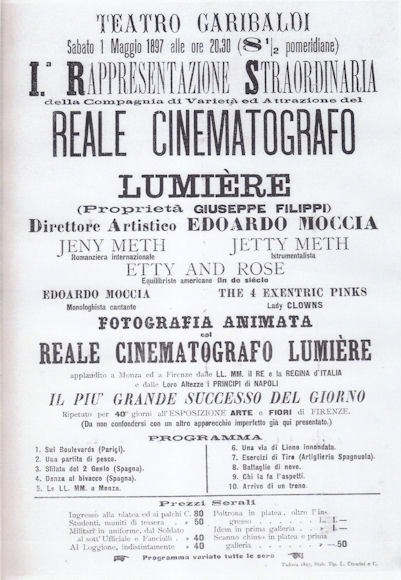 TEATRO GARIBALDI
Sabato 1 Maggio 1897 alle ore 20,30 (8 1/2 pomeridiane)
I.ª RAPPRESENTAZIONE STRAORDINARIA
della Compagnia di Varietà ed Attrazione del
REALE CINEMATOGRAFO
LUMIÈRE
(Proprietà GIUSEPPE FILIPPI)
Direttore Artistico EDOARDO MOCCIA
JENY METH
Romanziera internazionale
JETTY METH
Istrumentalista
ETTY AND ROSE
Equilibriste americane fin de siècle
EDOARDO MOCCIA
Monologhista cantante
THE 4 EXENTRIC PINKS
Lady CLOWNS
FOTOGRAFIA ANIMATA
col
REALE CINEMATOGRAFO LUMIÈRE
applaudito a Monza ed a Firenze dalle LL. MM. il RE e la REGINA D'ITALIA
e dalle Loro Altezze i PRINCIPI di NAPOLI
IL PIU' GRANDE SUCCESSO DEL GIORNO
Ripetuto per 40 giorni all'ESPOSIZIONE ARTE e FIORI di FIRENZE.
(Da non confondersi con un altro apparecchio imperfetto già qui presentato.)
PROGRAMMA
1. Sui Boulevards (Parigi).
2. Una partita di pesca.
3. Sfilata del 2 Genio (Spagna).
4. Danza al bivacco (Spagna).
5. Le LL. MM. a Monza.
6. Una via di Lione innondata.
7. Esercizi di Tiro (Artiglieria Spagnuola).
8. Battaglie di neve.
9. Chi la fa l'aspetti.
10. Arrivo di un treno.
Prezzi Serali
Ingresso alla platea ed ai palchi C. 80
Studenti, muniti di tessera . . » 50
Militari in uniforme, dal Soldato
al sott' Ufficiale e Fanciulli . » 40
Al Loggione, indistintamente » 40
Poltrona in platea, oltre l'in-
gresso . . . L. 1.—
Idem in prima galleria . . » 1.—
Scanno chiuso in platea e prima
galleria . . . » —.50
Programma variato tutte le sere
Padova 1897, Stab. Tip. L. Crescini e C.